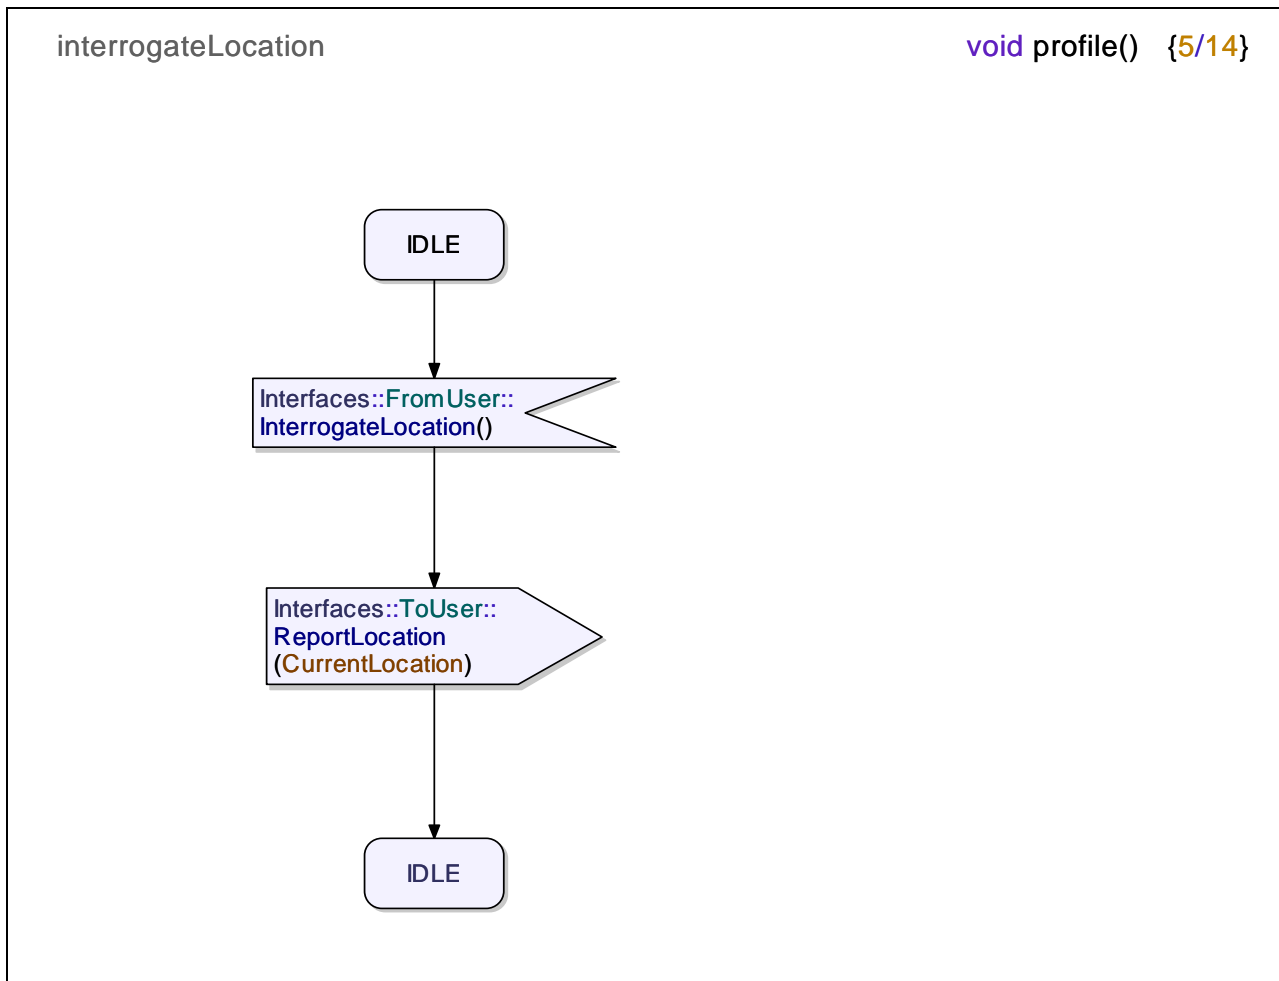 interrogateLocation
void profile() {5/14}
IDLE
Interfaces::FromUser::
InterrogateLocation()
Interfaces::ToUser::
ReportLocation
(CurrentLocation)
IDLE